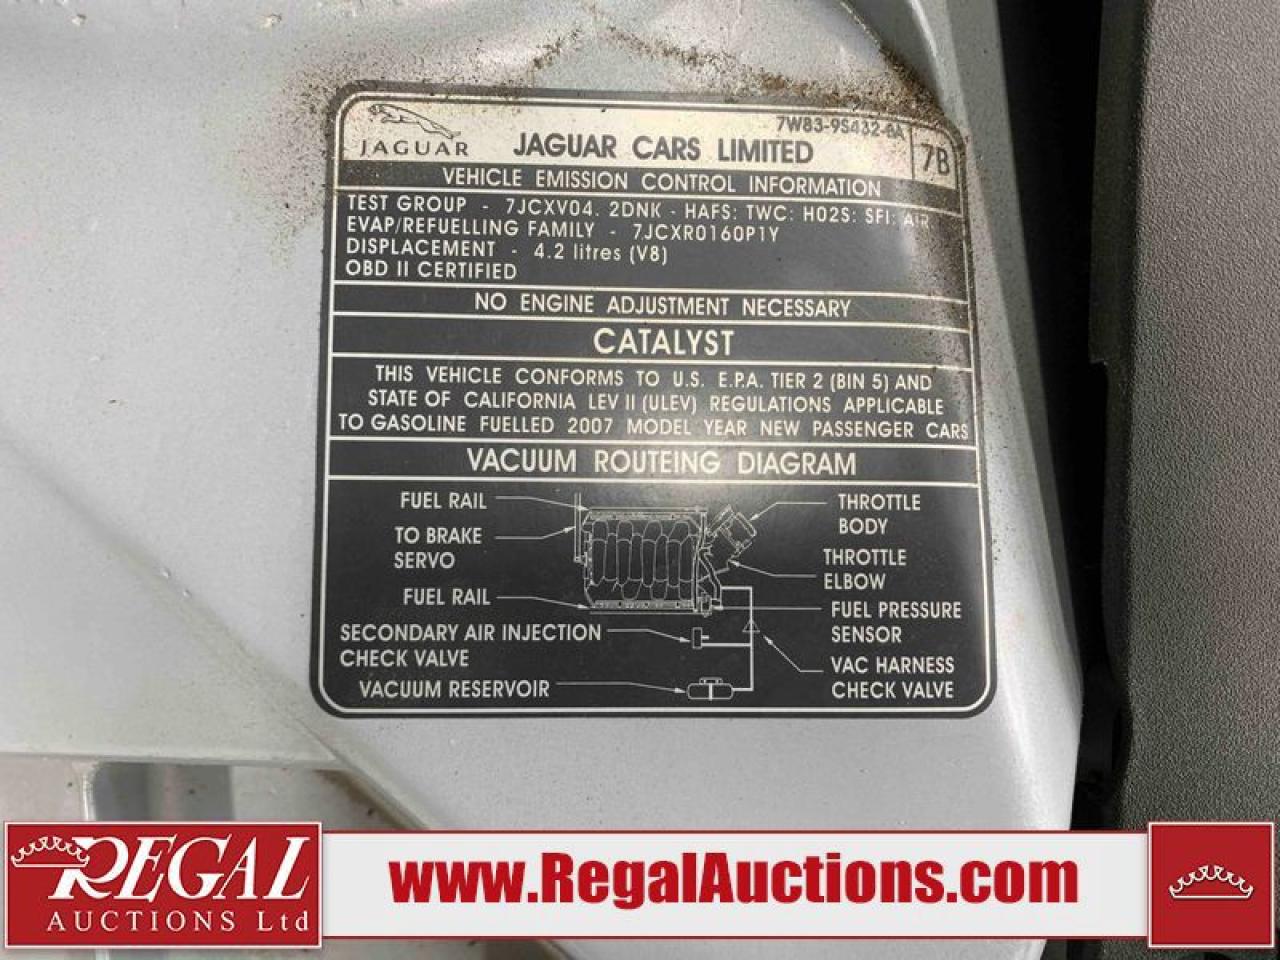 7W83-9S432-BA
JAGUAR
JAGUAR CARS LIMITED
7B
VEHICLE EMISSION CONTROL INFORMATION
TEST GROUP - 7JCXV04. 2DNK - HAFS: TWC: H02S: SFI: AIR
EVAP/REFUELLING FAMILY - 7JCXR0160P1Y
DISPLACEMENT - 4.2 litres (V8)
OBD II CERTIFIED
NO ENGINE ADJUSTMENT NECESSARY
CATALYST
THIS VEHICLE CONFORMS TO U.S. E.P.A. TIER 2 (BIN 5) AND
STATE OF CALIFORNIA LEV II (ULEV) REGULATIONS APPLICABLE
TO GASOLINE FUELLED 2007 MODEL YEAR NEW PASSENGER CARS
VACUUM ROUTEING DIAGRAM
FUEL RAIL
TO BRAKE
SERVO
FUEL RAIL
SECONDARY AIR INJECTION
CHECK VALVE
VACUUM RESERVOIR
THROTTLE
BODY
THROTTLE
ELBOW
FUEL PRESSURE
SENSOR
VAC HARNESS
CHECK VALVE
REGAL
AUCTIONS Ltd
www.RegalAuctions.com